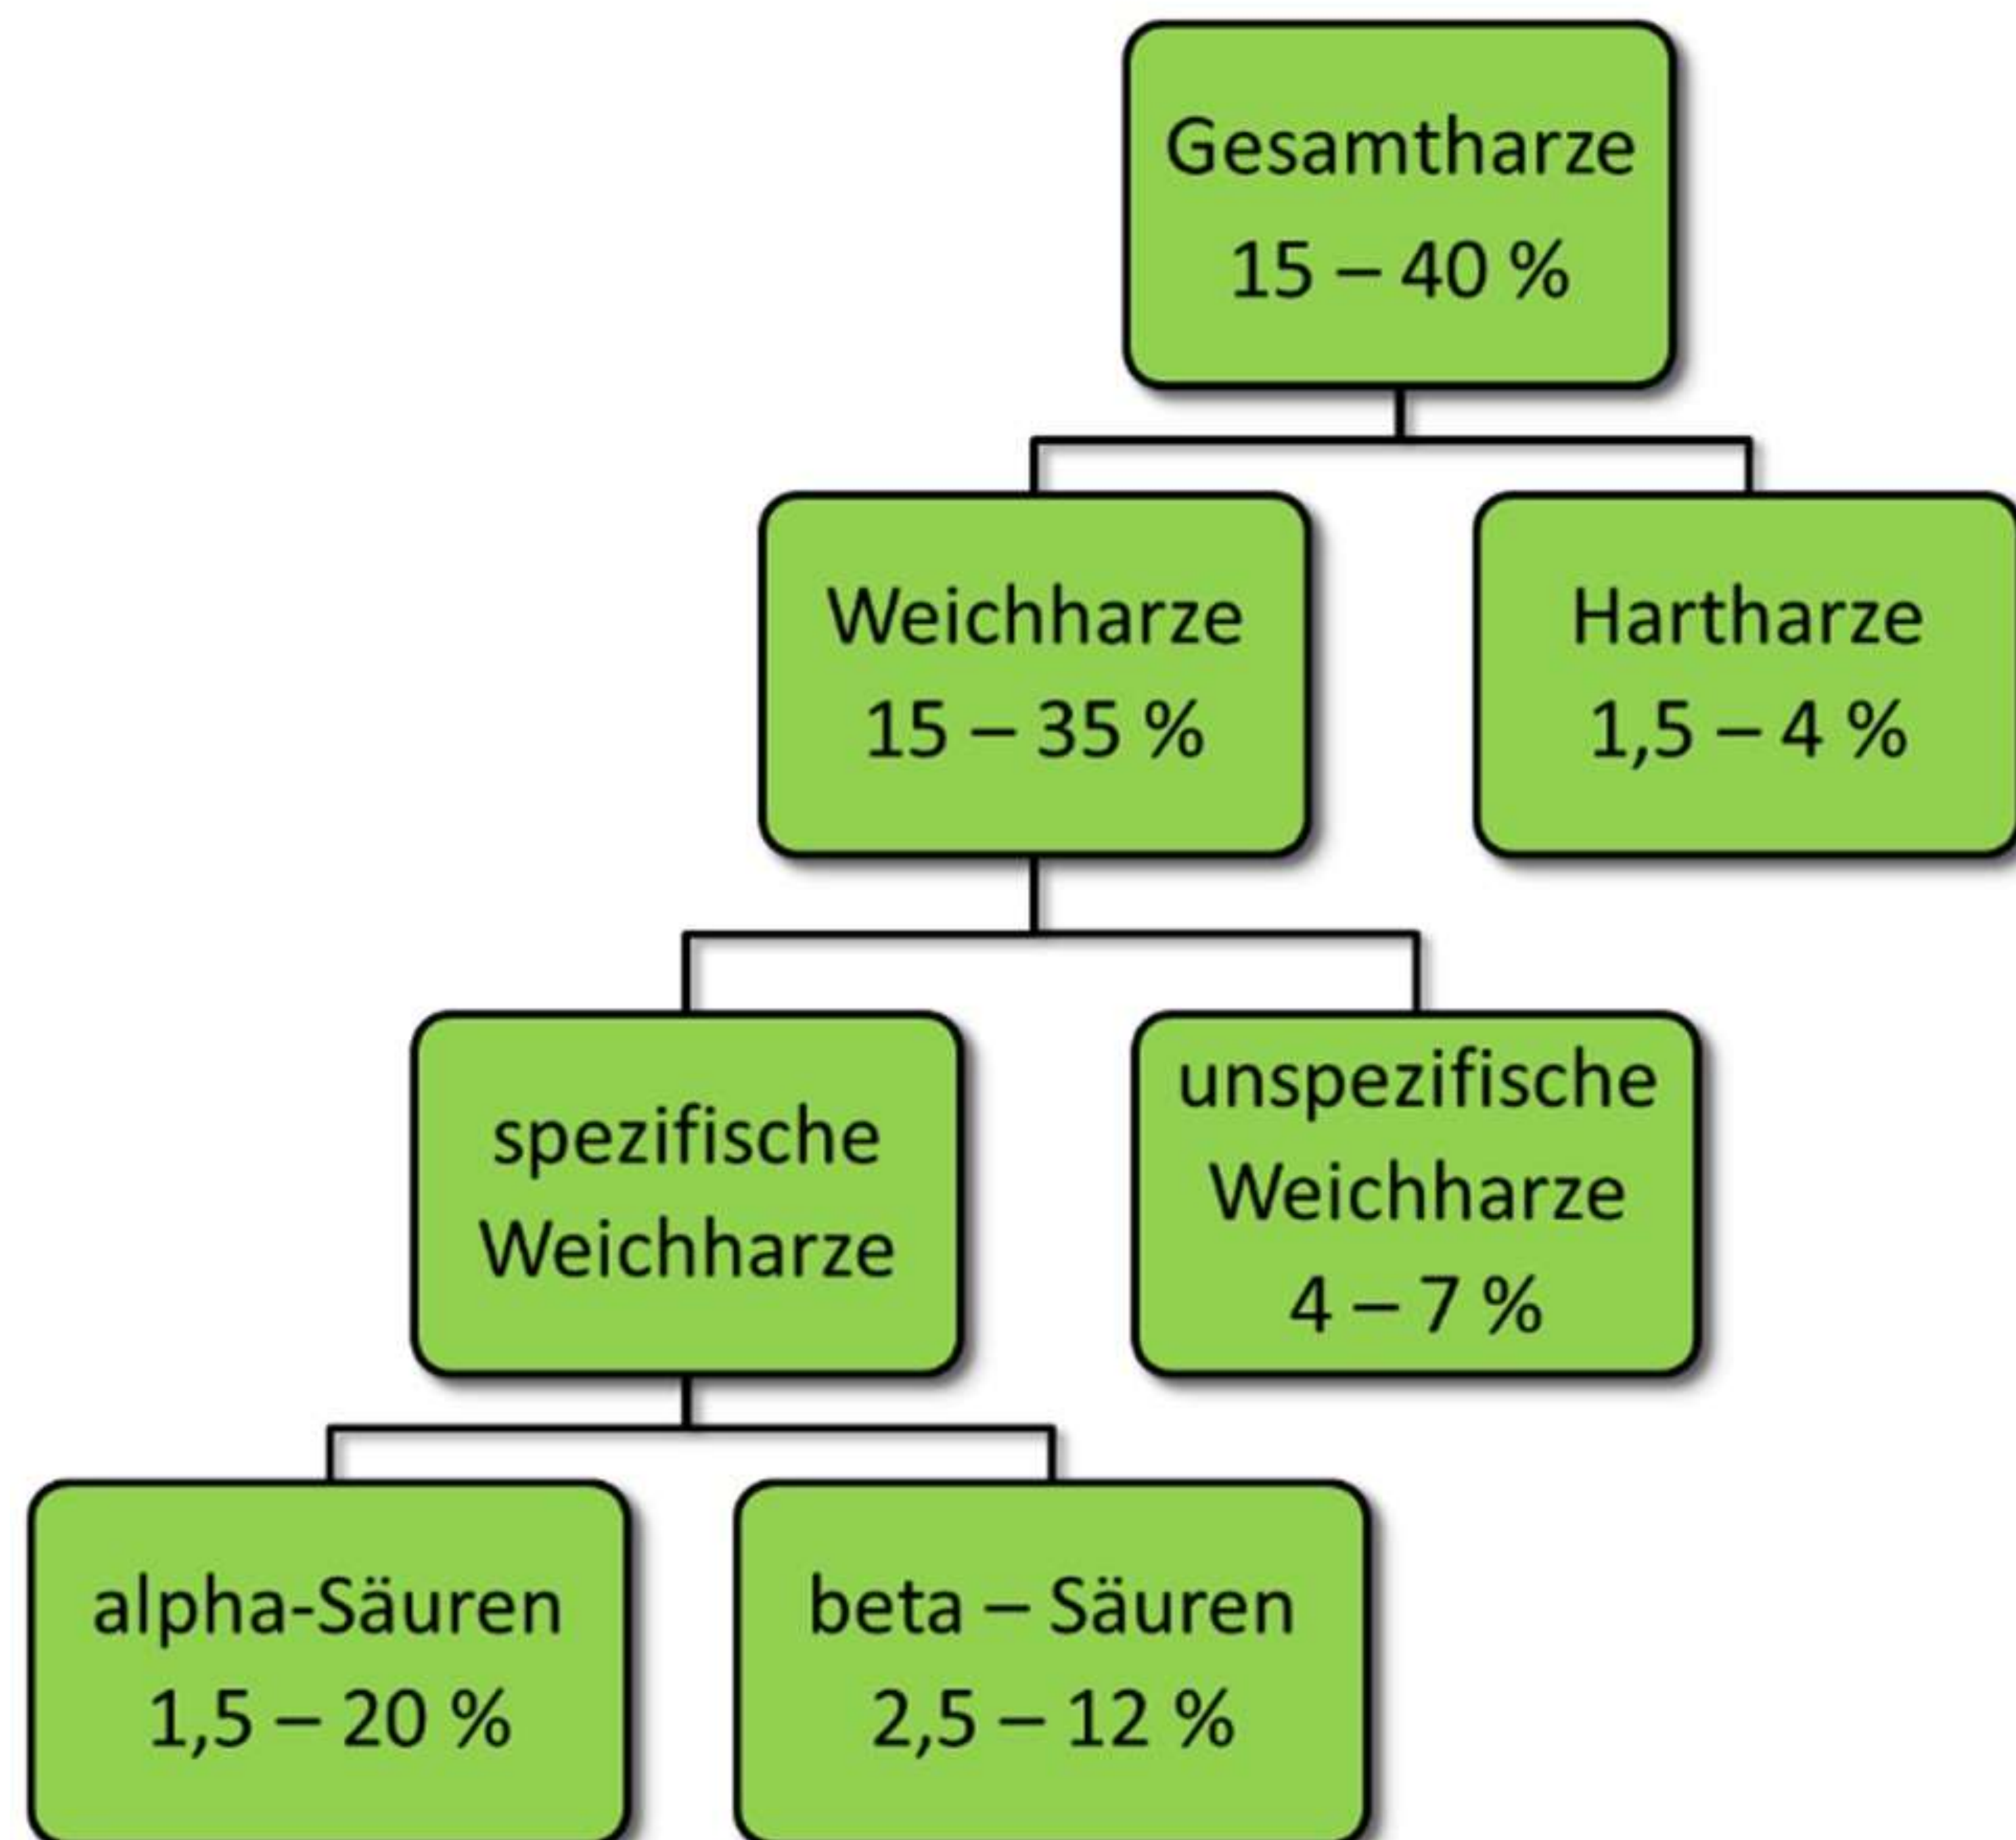 Gesamtharze
15 – 40 %
Weichharze
15 – 35 %
Hartharze
1,5 – 4 %
spezifische
Weichharze
unspezifische
Weichharze
4 – 7 %
alpha-Säuren
1,5 – 20 %
beta – Säuren
2,5 – 12 %